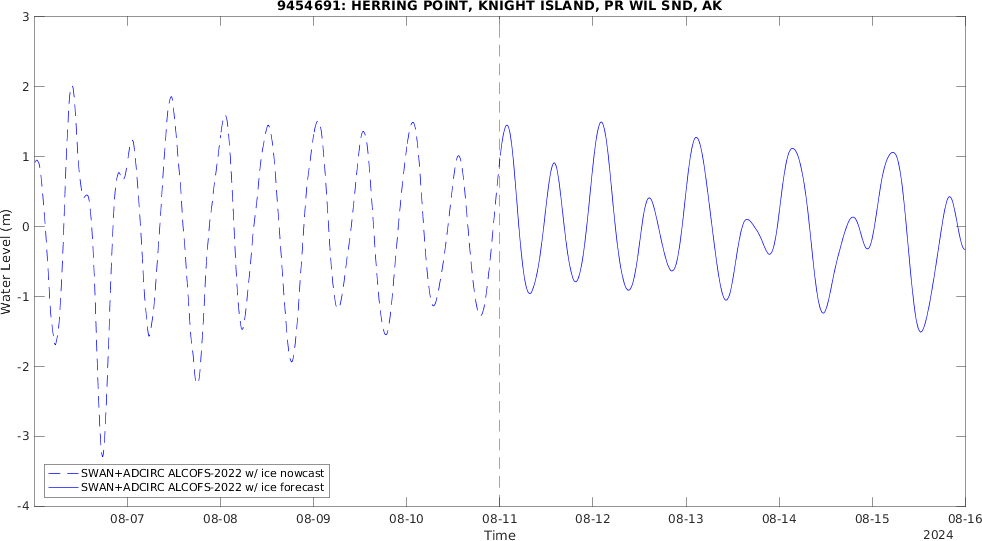 9454691: HERRING POINT, KNIGHT ISLAND, PR WIL SND, AK
3
2
1
0
-1
-2
-3
-4
Water Level (m)
SWAN+ADCIRC ALCOFS-2022 w/ ice nowcast
SWAN+ADCIRC ALCOFS-2022 w/ ice forecast
08-07 08-08 08-09 08-10 08-11 08-12 08-13 08-14 08-15 08-16
Time
2024